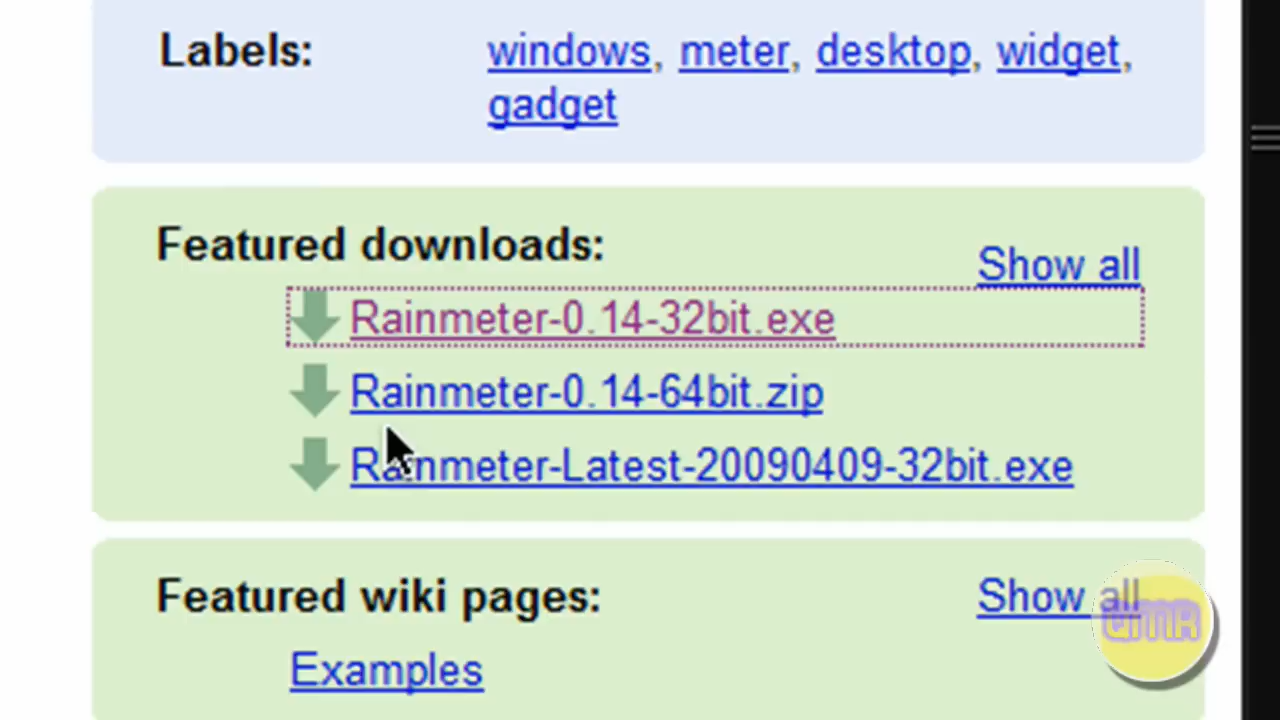 Labels: windows, meter, desktop, widget,
gadget
Featured downloads:
Show all
Rainmeter-0.14-32bit.exe
Rainmeter-0.14-64bit.zip
Rainmeter-Latest-20090409-32bit.exe
Featured wiki pages: Show all
QMR
Examples